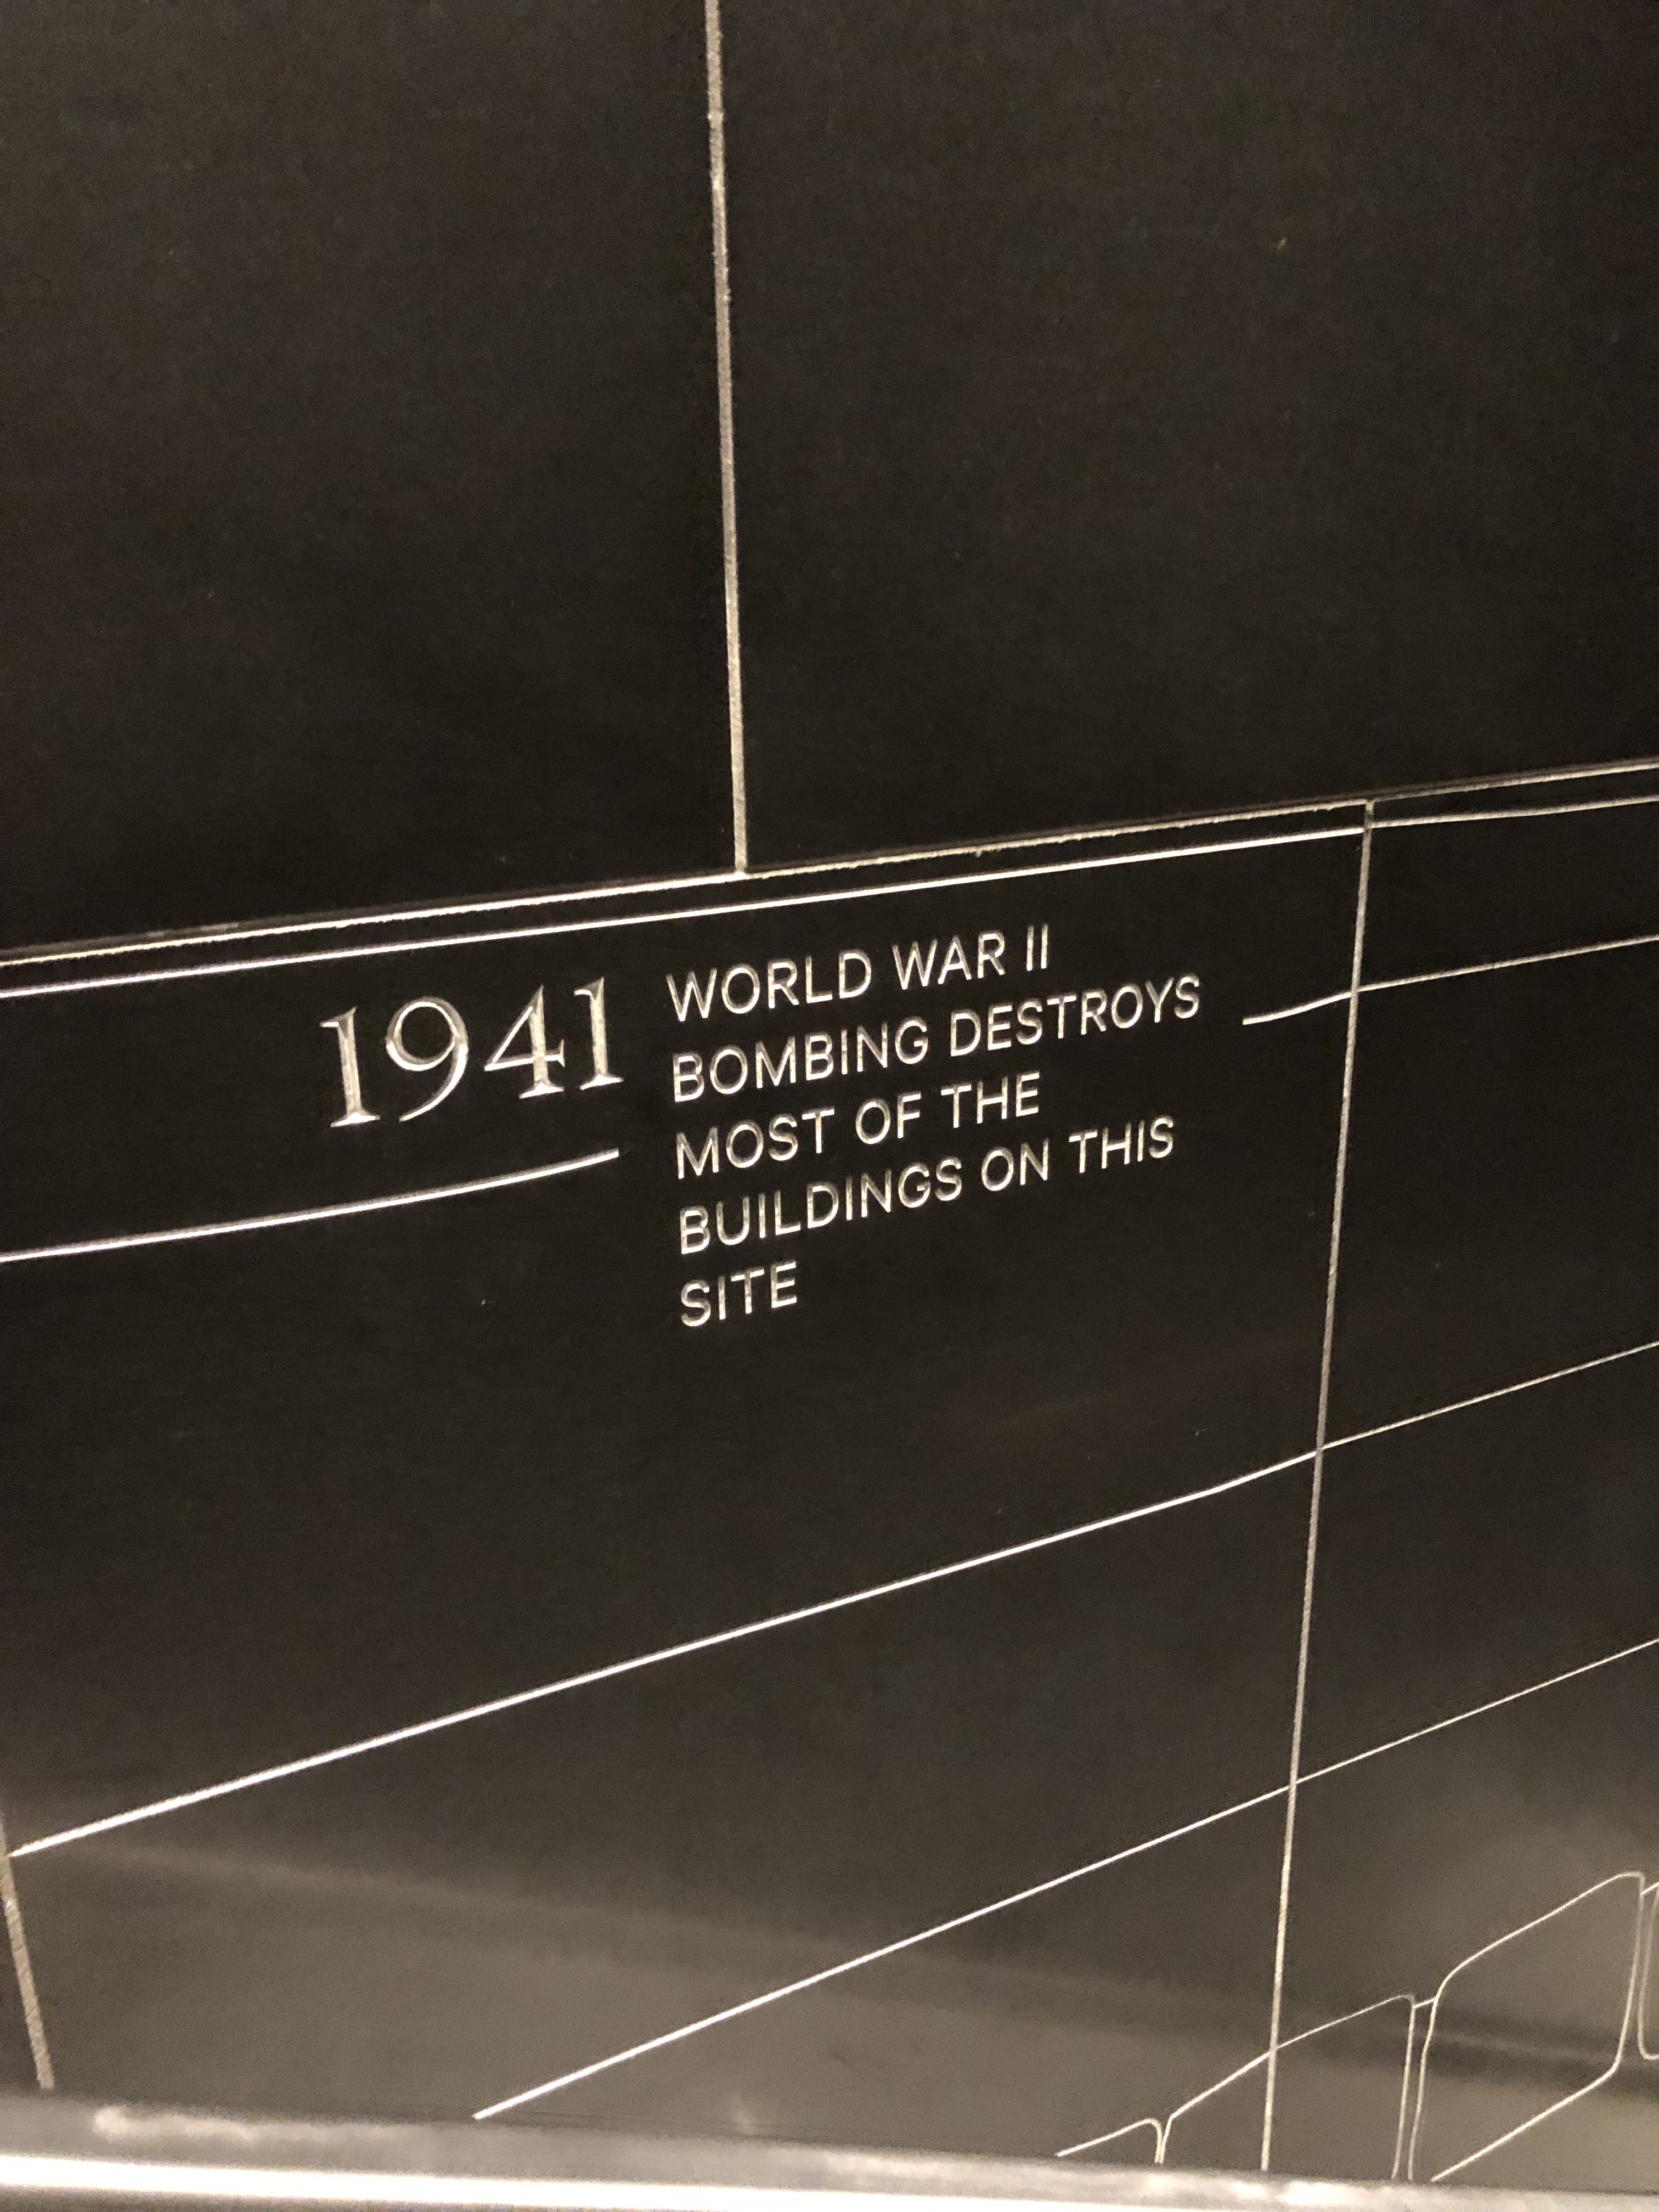 1941
WORLD WAR II
BOMBING DESTROYS
MOST OF THE
BUILDINGS ON THIS
SITE